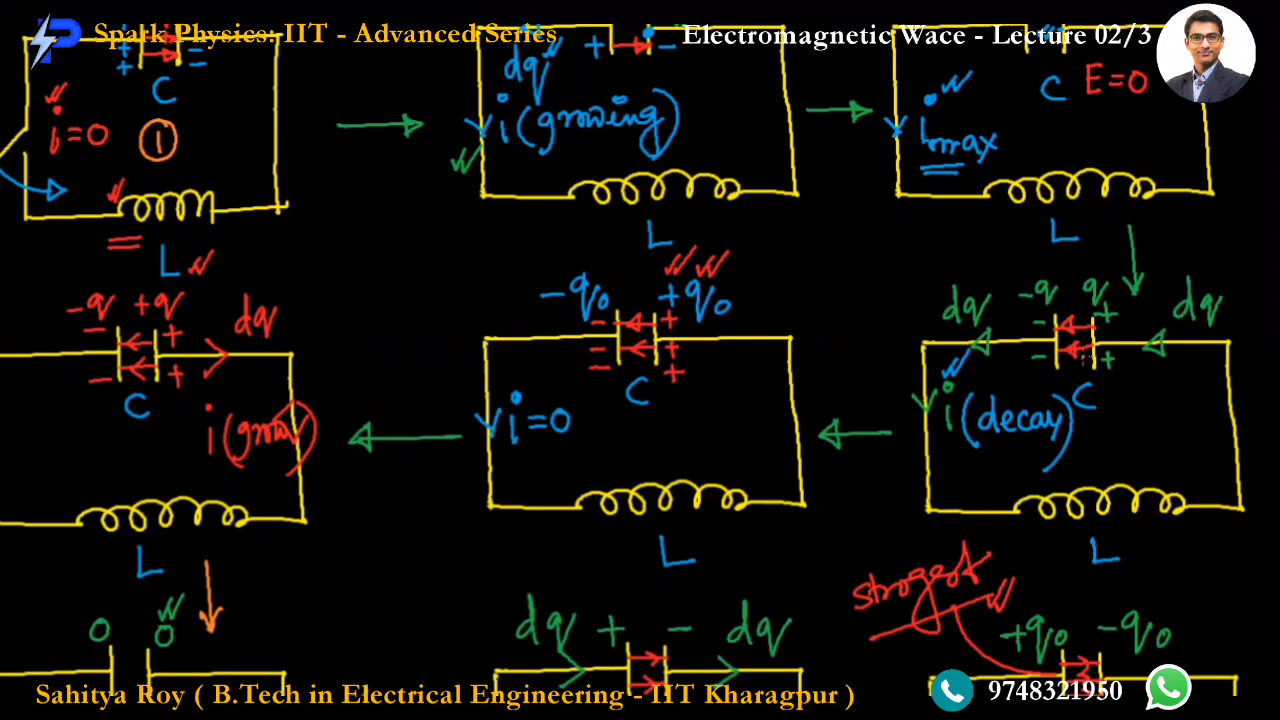 Spark Physics: IIT - Advanced Series
Electromagnetic Wace - Lecture 02/3
+ + - -
C
i=0
1
L
dq
+ -
i (growing)
L
C E=0
imax
L
-q +q
- +
- +
dq
C
i (grow)
L
-q₀ +q₀
- +
= +
+
C
i=0
L
dq -q q dq
- +
- +
C
i (decay)
L
0 0
dq + - dq
strogest
+q₀ -q₀
Sahitya Roy ( B.Tech in Electrical Engineering - IIT Kharagpur )
9748321950